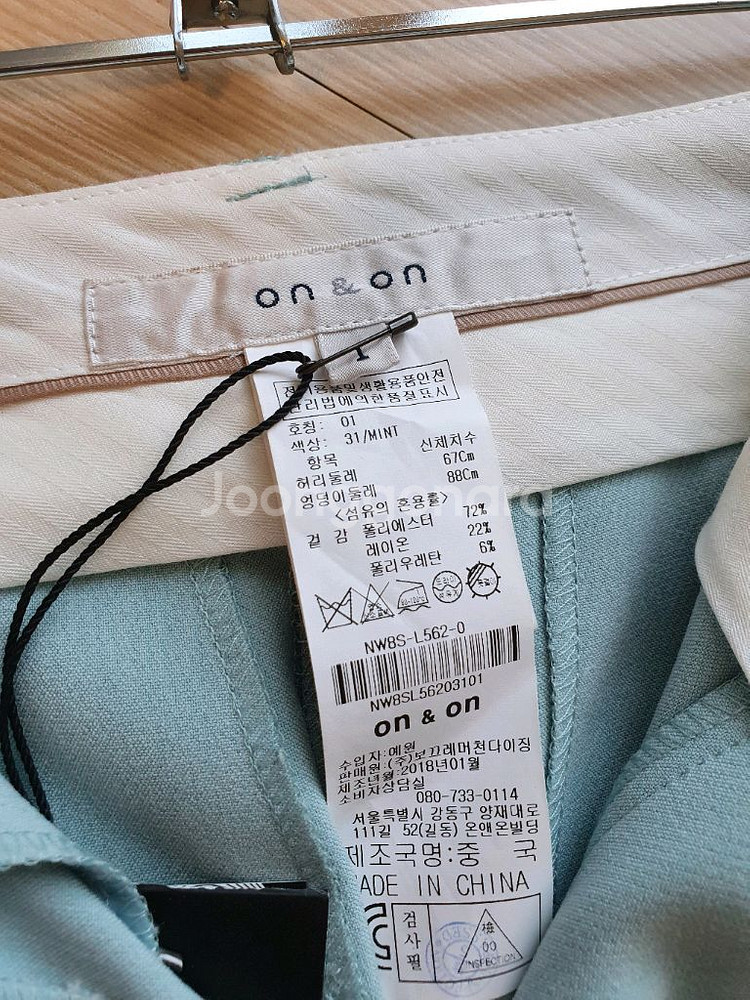 on & on
1
전기용품및생활용품안전
관리법에의한품질표시
호칭: 01
색상: 31/MINT
항목 신체치수
허리둘레 67Cm
엉덩이둘레 88Cm
<섬유의 혼용률>
겉 감 폴리에스터 72%
레이온 22%
폴리우레탄 6%
Joonggonara
NW8S-L562-0
NW8SL56203101
on & on
수입자:예원
판매원:(주)보끄레머천다이징
제조년월:2018년01월
소비자상담실
080-733-0114
서울특별시 강동구 양재대로
111길 52(길동) 온앤온빌딩
제조국명:중 국
MADE IN CHINA
검사필
檢
00
INSPECTION